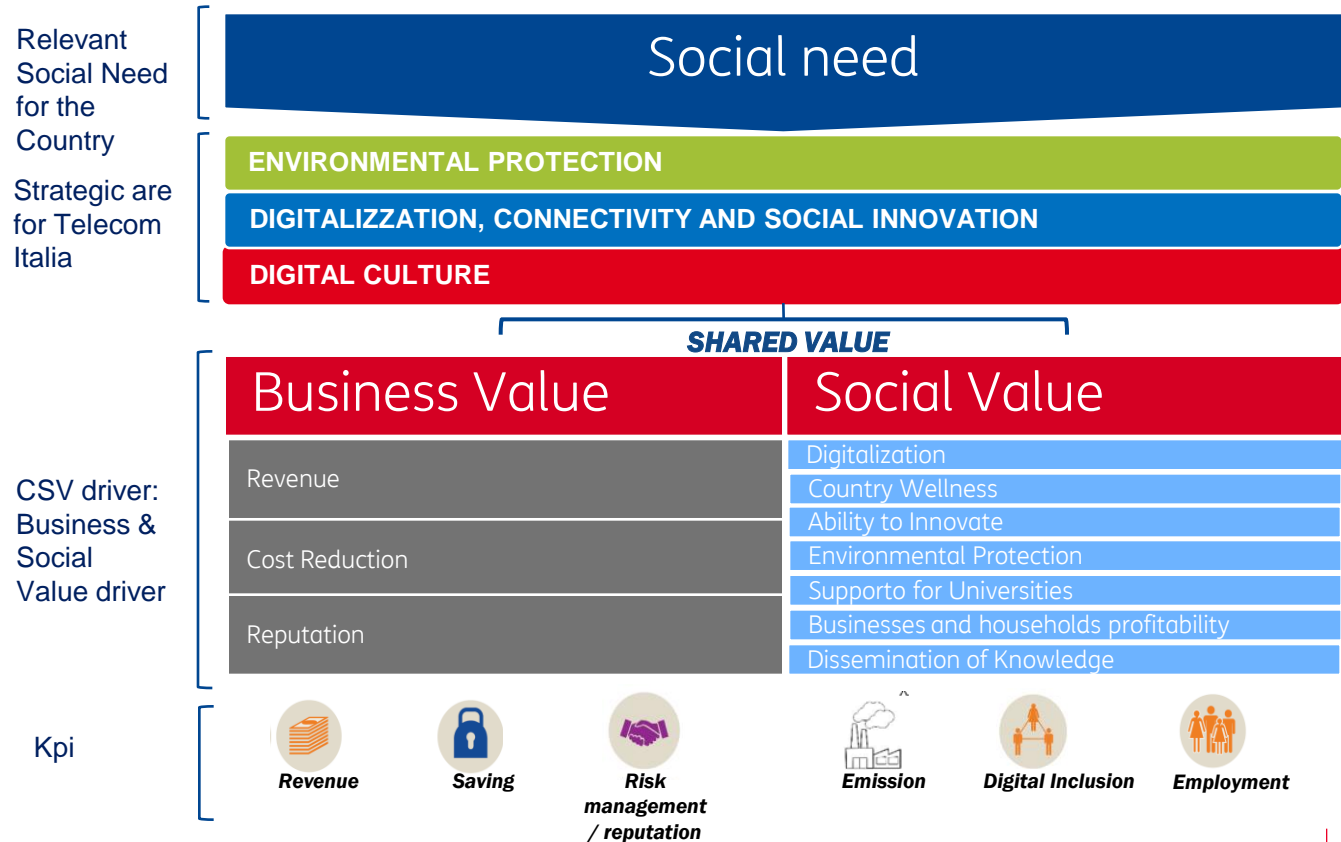 Relevant
Social Need
for the
Country
Social need
Strategic are
for Telecom
Italia
ENVIRONMENTAL PROTECTION
DIGITALIZZATION, CONNECTIVITY AND SOCIAL INNOVATION
DIGITAL CULTURE
SHARED VALUE
CSV driver:
Business &
Social
Value driver
Business Value
Revenue
Cost Reduction
Reputation
Social Value
Digitalization
Country Wellness
Ability to Innovate
Environmental Protection
Supporto for Universities
Businesses and households profitability
Dissemination of Knowledge
Kpi
Revenue
Saving
Risk
management
/ reputation
Emission
Digital Inclusion
Employment